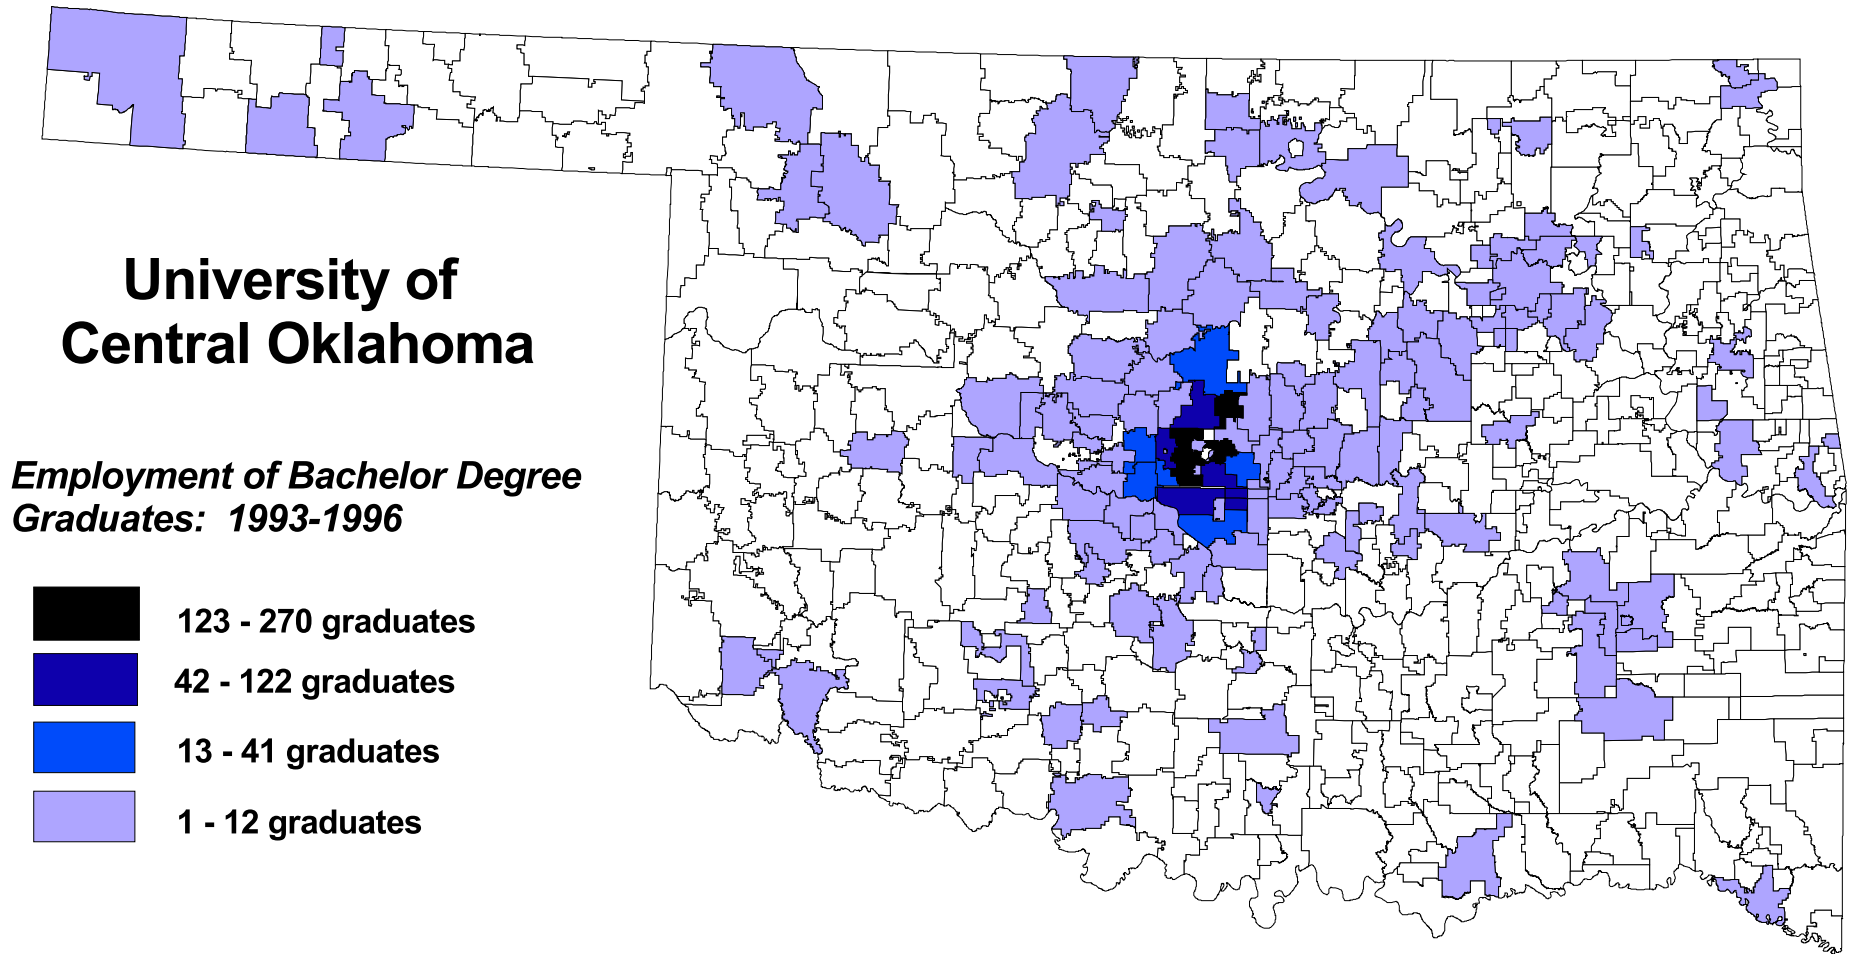 University of
Central Oklahoma
Employment of Bachelor Degree
Graduates: 1993-1996
123 - 270 graduates
42 - 122 graduates
13 - 41 graduates
1 - 12 graduates